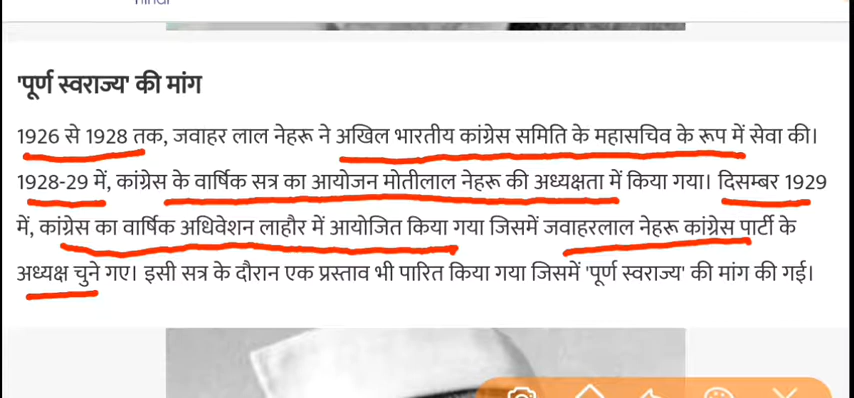 hindi
'पूर्ण स्वराज्य' की मांग
1926 से 1928 तक, जवाहर लाल नेहरू ने अखिल भारतीय कांग्रेस समिति के महासचिव के रूप में सेवा की।
1928-29 में, कांग्रेस के वार्षिक सत्र का आयोजन मोतीलाल नेहरू की अध्यक्षता में किया गया। दिसम्बर 1929
में, कांग्रेस का वार्षिक अधिवेशन लाहौर में आयोजित किया गया जिसमें जवाहरलाल नेहरू कांग्रेस पार्टी के
अध्यक्ष चुने गए। इसी सत्र के दौरान एक प्रस्ताव भी पारित किया गया जिसमें 'पूर्ण स्वराज्य' की मांग की गई।